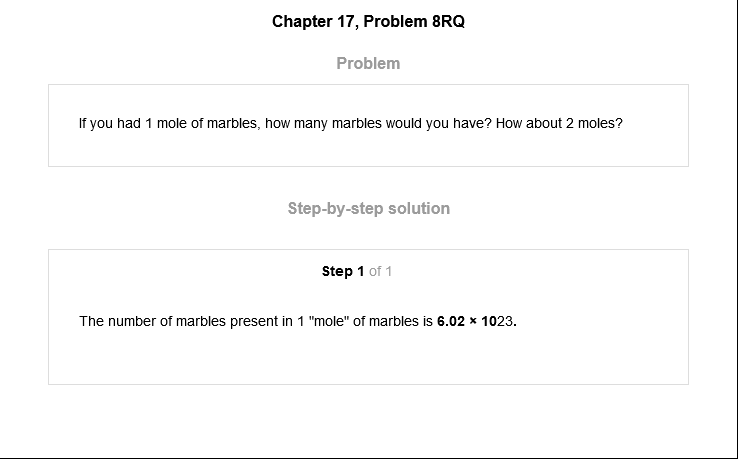 Chapter 17, Problem 8RQ
Problem
If you had 1 mole of marbles, how many marbles would you have? How about 2 moles?
Step-by-step solution
Step 1 of 1
The number of marbles present in 1 "mole" of marbles is 6.02 × 1023.